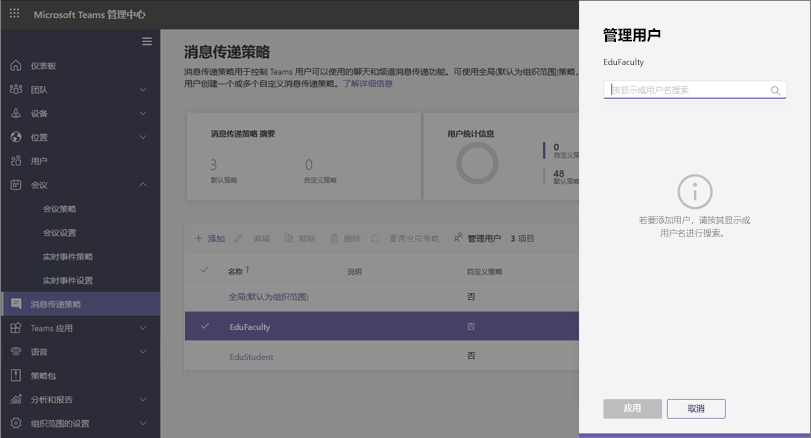 Microsoft Teams 管理中心
仪表板
团队
设备
位置
用户
会议
会议策略
会议设置
实时事件策略
实时事件设置
消息传递策略
Teams 应用
语音
策略包
分析和报告
组织范围的设置
消息传递策略
消息传递策略用于控制 Teams 用户可以使用的聊天和频道消息传递功能。可使用全局(默认为组织范围)策略,
用户创建一个或多个自定义消息传递策略。了解详细信息
消息传递策略 摘要
3
默认策略
0
自定义策略
用户统计信息
0
自定义策
48
默认策略
添加 编辑 复制 删除 重置全局策略 管理用户 3 项目
名称 ↑ 说明 自定义策略
全局(默认为组织范围) 否
EduFaculty 否
EduStudent 否
管理用户
EduFaculty
按显示或用户名搜索
若要添加用户，请按其显示或
用户名进行搜索。
应用 取消